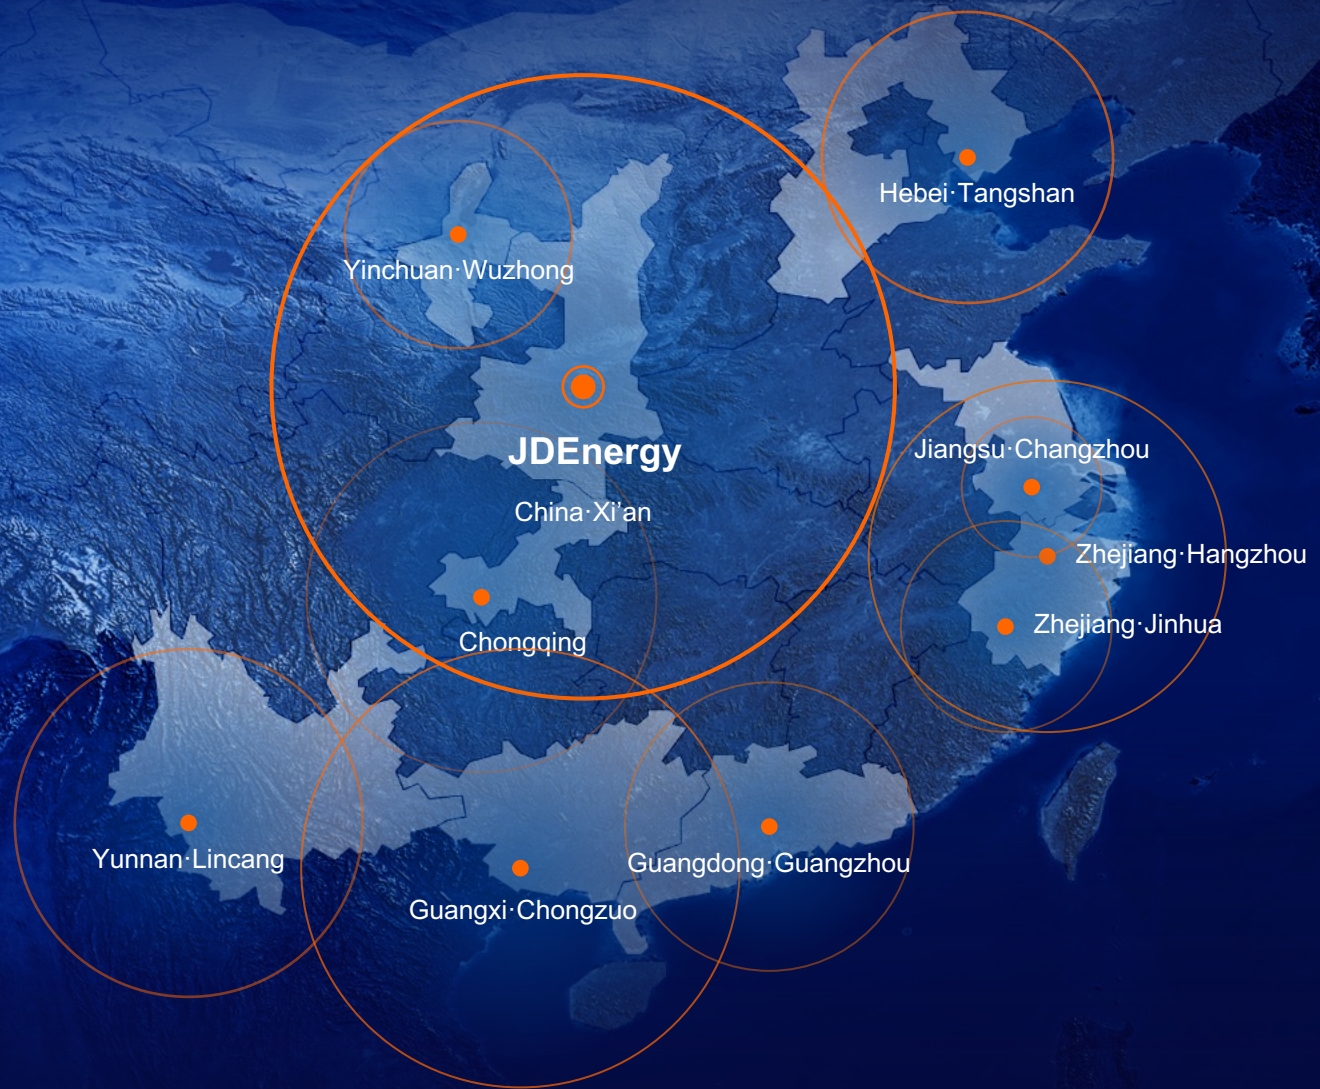 Hebei·Tangshan
Yinchuan·Wuzhong
JDEnergy
China·Xi’an
Jiangsu·Changzhou
Zhejiang·Hangzhou
Zhejiang·Jinhua
Chongqing
Yunnan·Lincang
Guangdong·Guangzhou
Guangxi·Chongzuo